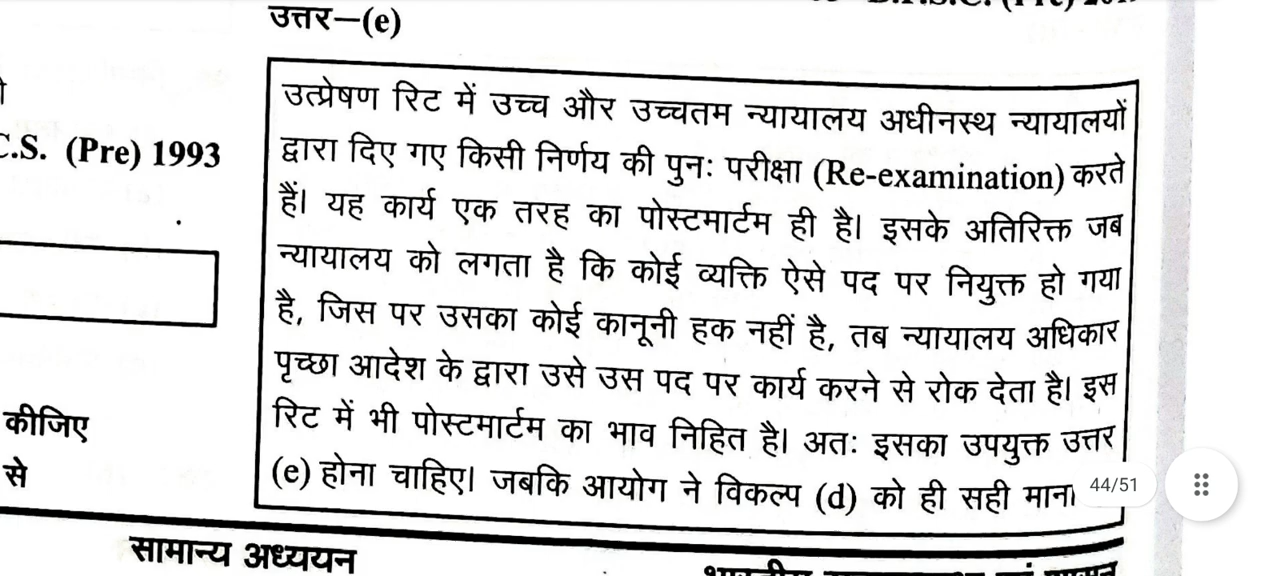 उत्तर–(e)
C.S. (Pre) 1993
उत्प्रेषण रिट में उच्च और उच्चतम न्यायालय अधीनस्थ न्यायालयों
द्वारा दिए गए किसी निर्णय की पुनः परीक्षा (Re-examination) करते
हैं। यह कार्य एक तरह का पोस्टमार्टम ही है। इसके अतिरिक्त जब
न्यायालय को लगता है कि कोई व्यक्ति ऐसे पद पर नियुक्त हो गया
है, जिस पर उसका कोई कानूनी हक नहीं है, तब न्यायालय अधिकार
पृच्छा आदेश के द्वारा उसे उस पद पर कार्य करने से रोक देता है। इस
रिट में भी पोस्टमार्टम का भाव निहित है। अतः इसका उपयुक्त उत्तर
(e) होना चाहिए। जबकि आयोग ने विकल्प (d) को ही सही माना
कीजिए
से
44/51
सामान्य अध्ययन